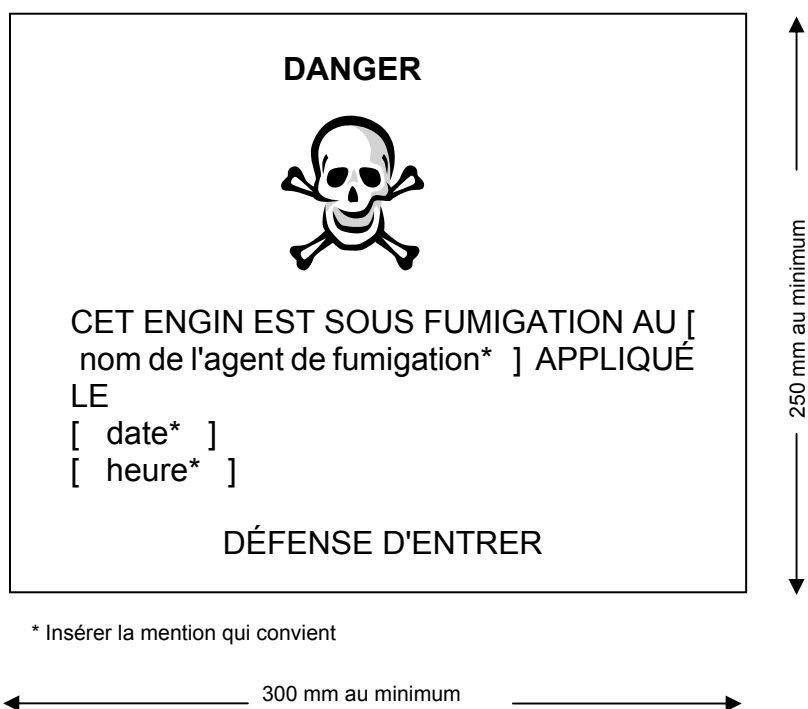 DANGER
CET ENGIN EST SOUS FUMIGATION AU [
nom de l'agent de fumigation* ] APPLIQUÉ
LE
[ date* ]
[ heure* ]
DÉFENSE D'ENTRER
250 mm au minimum
* Insérer la mention qui convient
300 mm au minimum